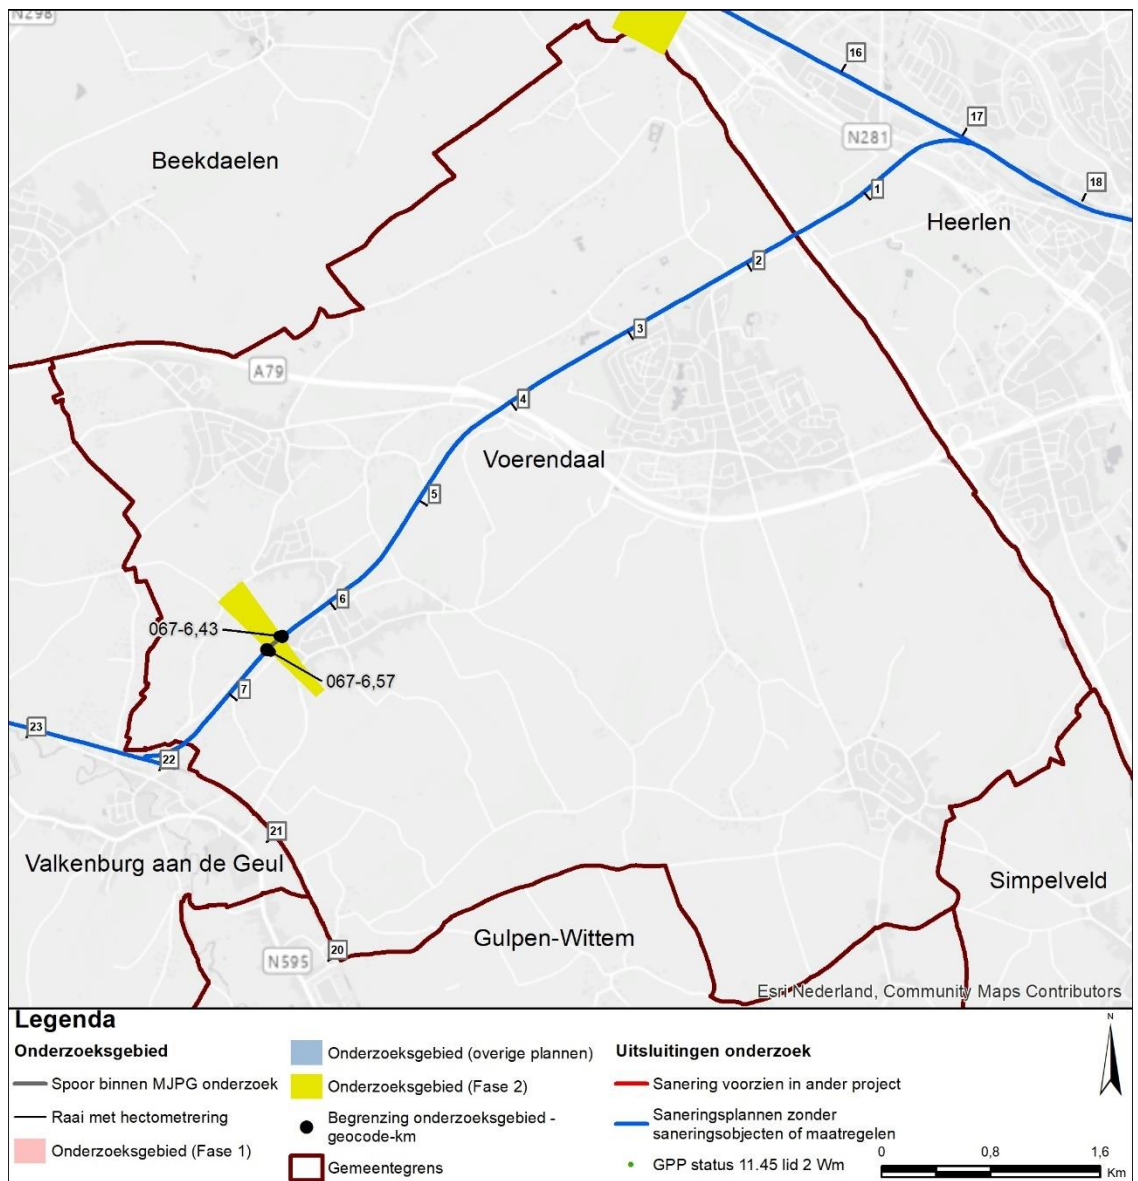 N298
16
17
N281
Beekdaelen
18
1
Heerlen
2
3
A79
4
Voerendaal
5
6
067-6,43
067-6,57
7
23
22
21
Valkenburg aan de Geul
Simpelveld
Gulpen-Wittem
20
N595
Esri Nederland, Community Maps Contributors
Legenda
Onderzoeksgebied
Spoor binnen MJPG onderzoek
Raai met hectometrering
Onderzoeksgebied (Fase 1)
Onderzoeksgebied (overige plannen)
Onderzoeksgebied (Fase 2)
Begrenzing onderzoeksgebied -
geocode-km
Gemeentegrens
Uitsluitingen onderzoek
Sanering voorzien in ander project
Saneringsplannen zonder
saneringsobjecten of maatregelen
GPP status 11.45 lid 2 Wm
N
0 0,8 1,6
Km